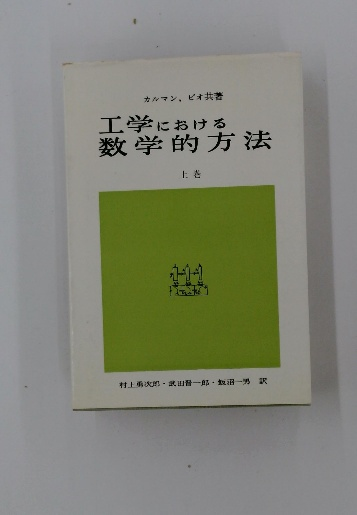 カルマン，ビオ共著
工学における
数学的方法
上巻
村上勇次郎・武田晋一郎・飯沼一男 訳